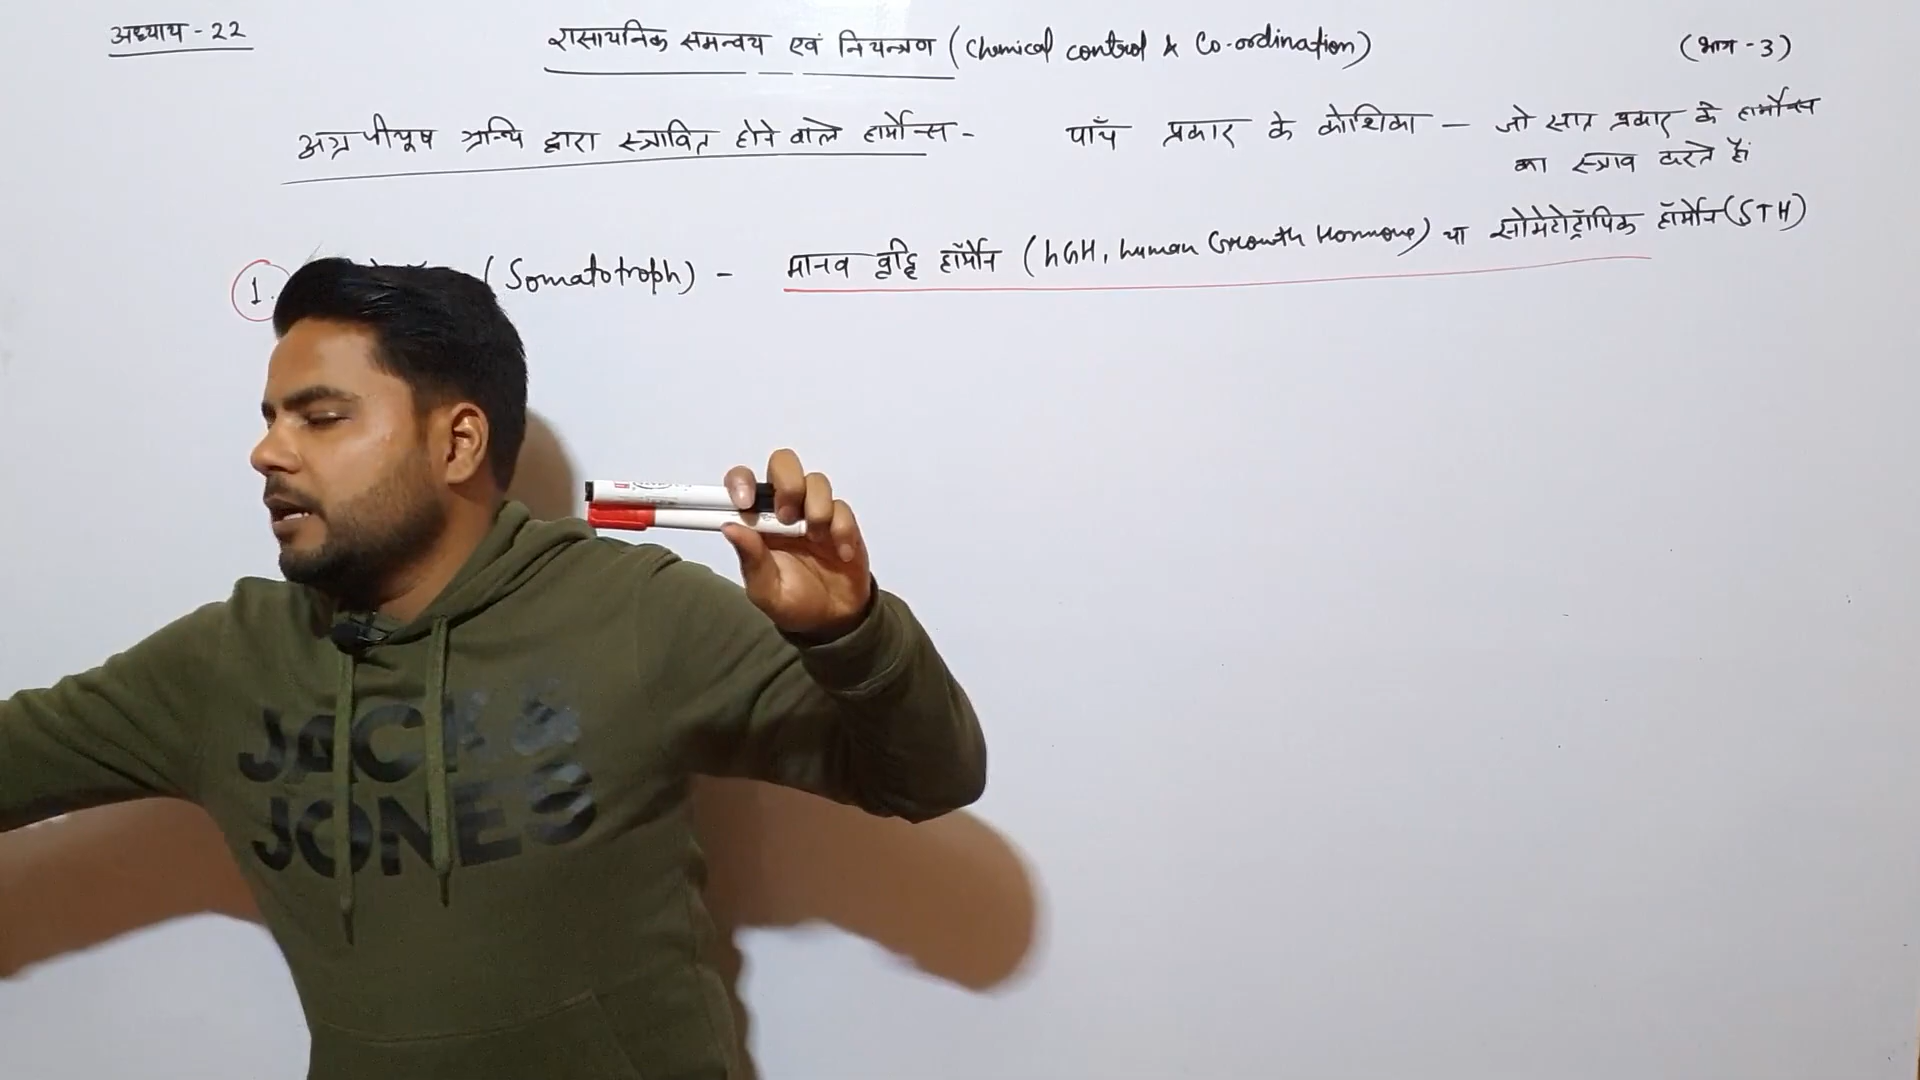 अध्याय - 22
रासायनिक समन्वय एवं नियन्त्रण (Chemical control & Co-ordination)
(भाग - 3)
अग्र पीयूष ग्रन्थि द्वारा स्त्रावित होने वाले हार्मोन्स -
पाँच प्रकार के कोशिका - जो सात प्रकार के हार्मोन्स
का स्त्राव करते हैं
1. (Somatotroph) - मानव वृद्धि हॉर्मोन (hGH, human Growth Hormone) या सोमेटोट्रॉपिक हॉर्मोन (STH)
JACK &
JONES